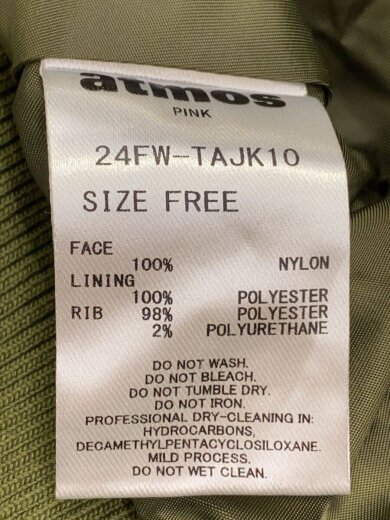 atmos
PINK
24FW-TAJK10
SIZE FREE
FACE
100% NYLON
LINING
100% POLYESTER
RIB 98% POLYESTER
2% POLYURETHANE
DO NOT WASH.
DO NOT BLEACH.
DO NOT TUMBLE DRY.
DO NOT IRON.
PROFESSIONAL DRY-CLEANING IN:
HYDROCARBONS,
DECAMETHYLPENTACYCLOSILOXANE.
MILD PROCESS.
DO NOT WET CLEAN.